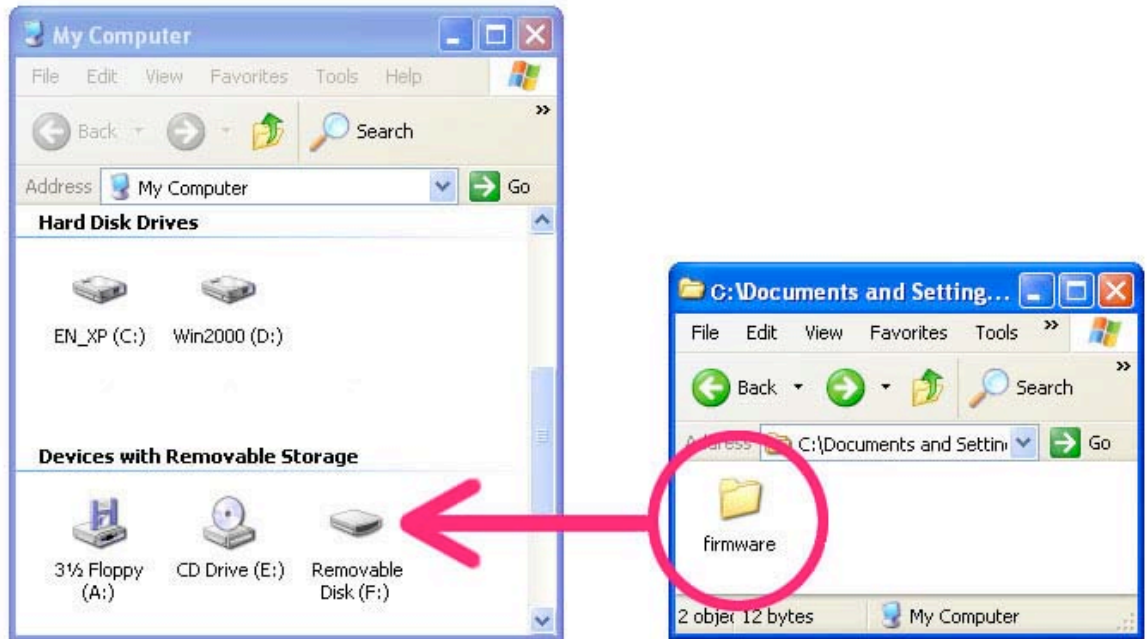 My Computer
File Edit View Favorites Tools Help
Back Search »
Address My Computer Go
Hard Disk Drives
EN_XP (C:) Win2000 (D:)
Devices with Removable Storage
3½ Floppy (A:)
CD Drive (E:)
Removable Disk (F:)
C:\Documents and Setting...
File Edit View Favorites Tools »
Back Search »
Address C:\Documents and Settin Go
firmware
2 objec 12 bytes My Computer